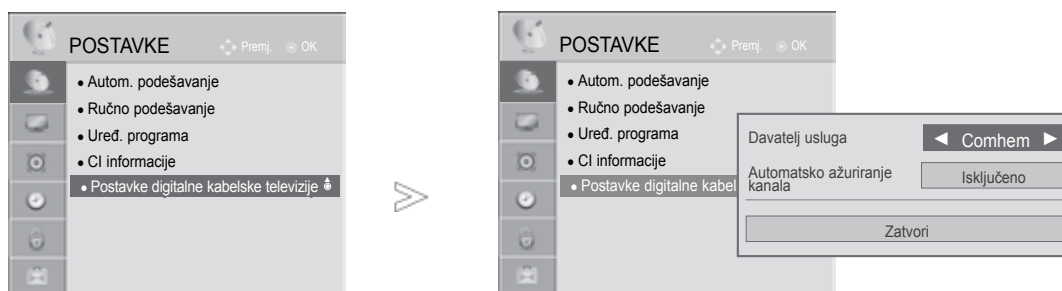 POSTAVKE Premj. OK
• Autom. podešavanje
• Ručno podešavanje
• Uređ. programa
• CI informacije
• Postavke digitalne kabelske televizije
POSTAVKE Premj. OK
• Autom. podešavanje
• Ručno podešavanje
• Uređ. programa
• CI informacije
• Postavke digitalne kabel
Davatelj usluga ◄ Comhem ►
Automatsko ažuriranje
kanala
Isključeno
Zatvori